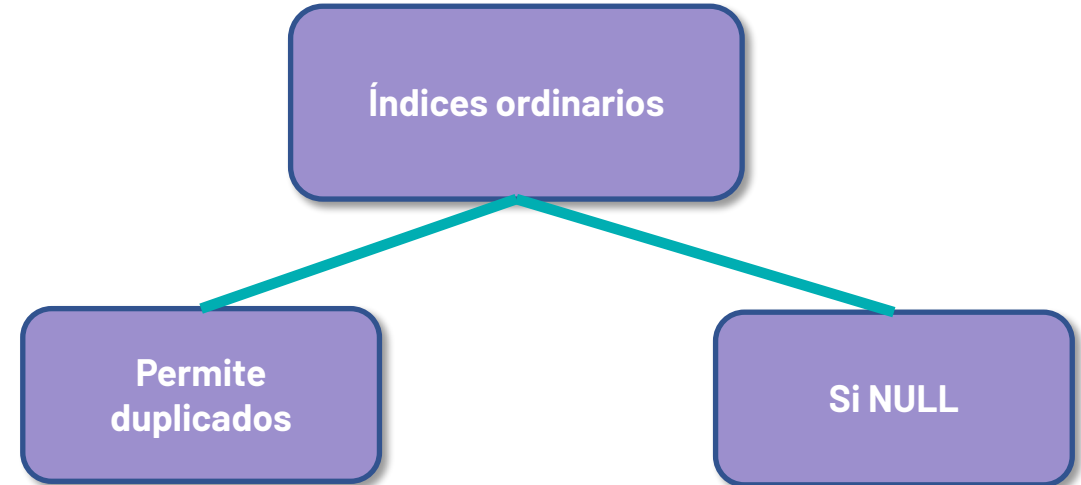 Índices ordinarios
Permite
duplicados
Si NULL